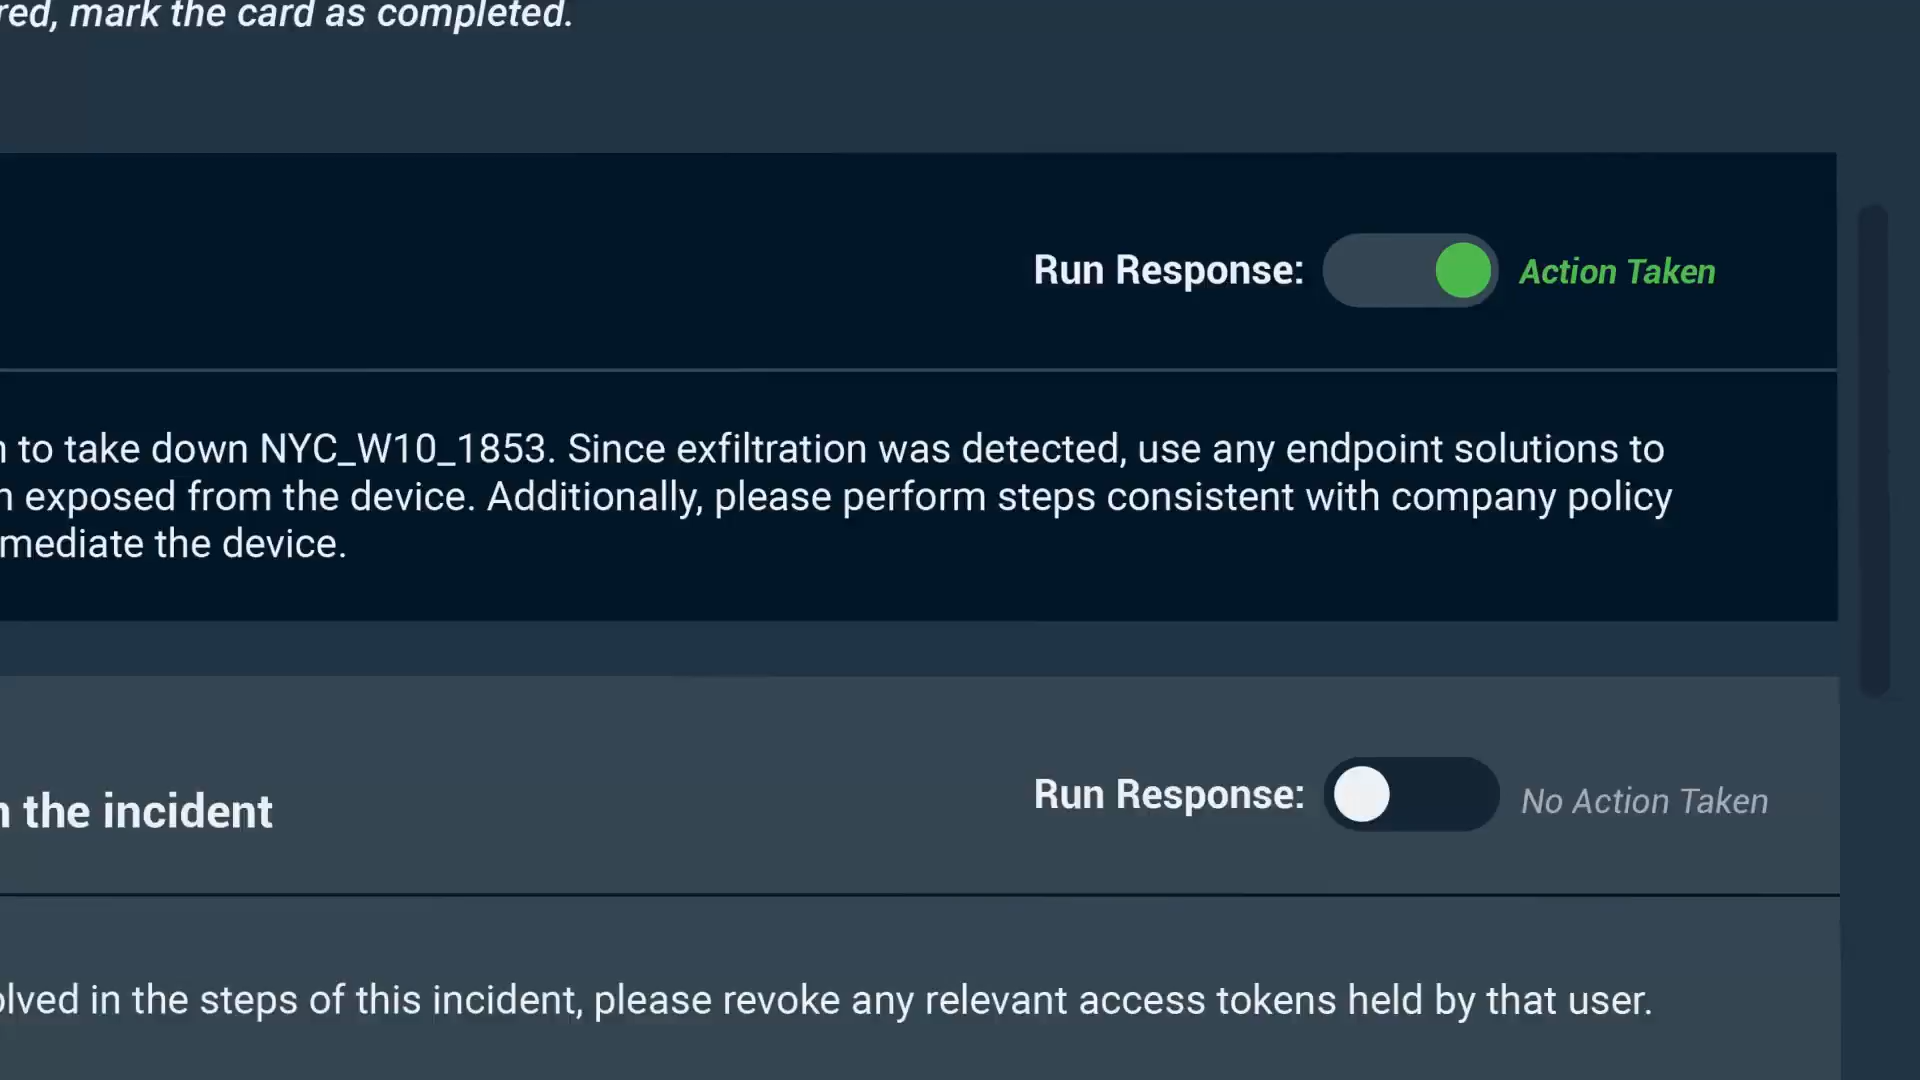 red, mark the card as completed.
Run Response: Action Taken
to take down NYC_W10_1853. Since exfiltration was detected, use any endpoint solutions to
exposed from the device. Additionally, please perform steps consistent with company policy
mediate the device.
the incident
Run Response: No Action Taken
olved in the steps of this incident, please revoke any relevant access tokens held by that user.